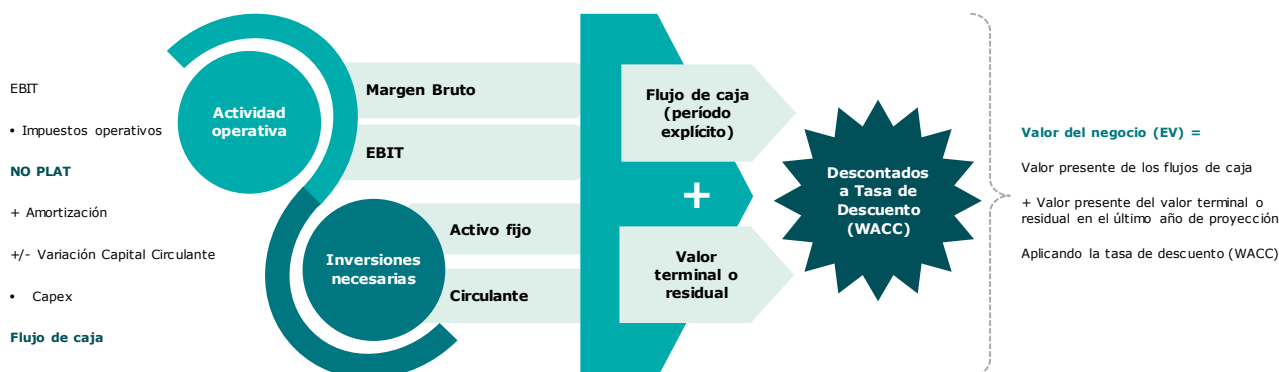 EBIT
• Impuestos operativos
NO PLAT
+ Amortización
+/- Variación Capital Circulante
• Capex
Flujo de caja
Actividad
operativa
Inversiones
necesarias
Margen Bruto
EBIT
Activo fijo
Circulante
Flujo de caja
(período
explícito)
+
Valor
terminal o
residual
Descontados
a Tasa de
Descuento
(WACC)
Valor del negocio (EV) =
Valor presente de los flujos de caja
+ Valor presente del valor terminal o
residual en el último año de proyección
Aplicando la tasa de descuento (WACC)